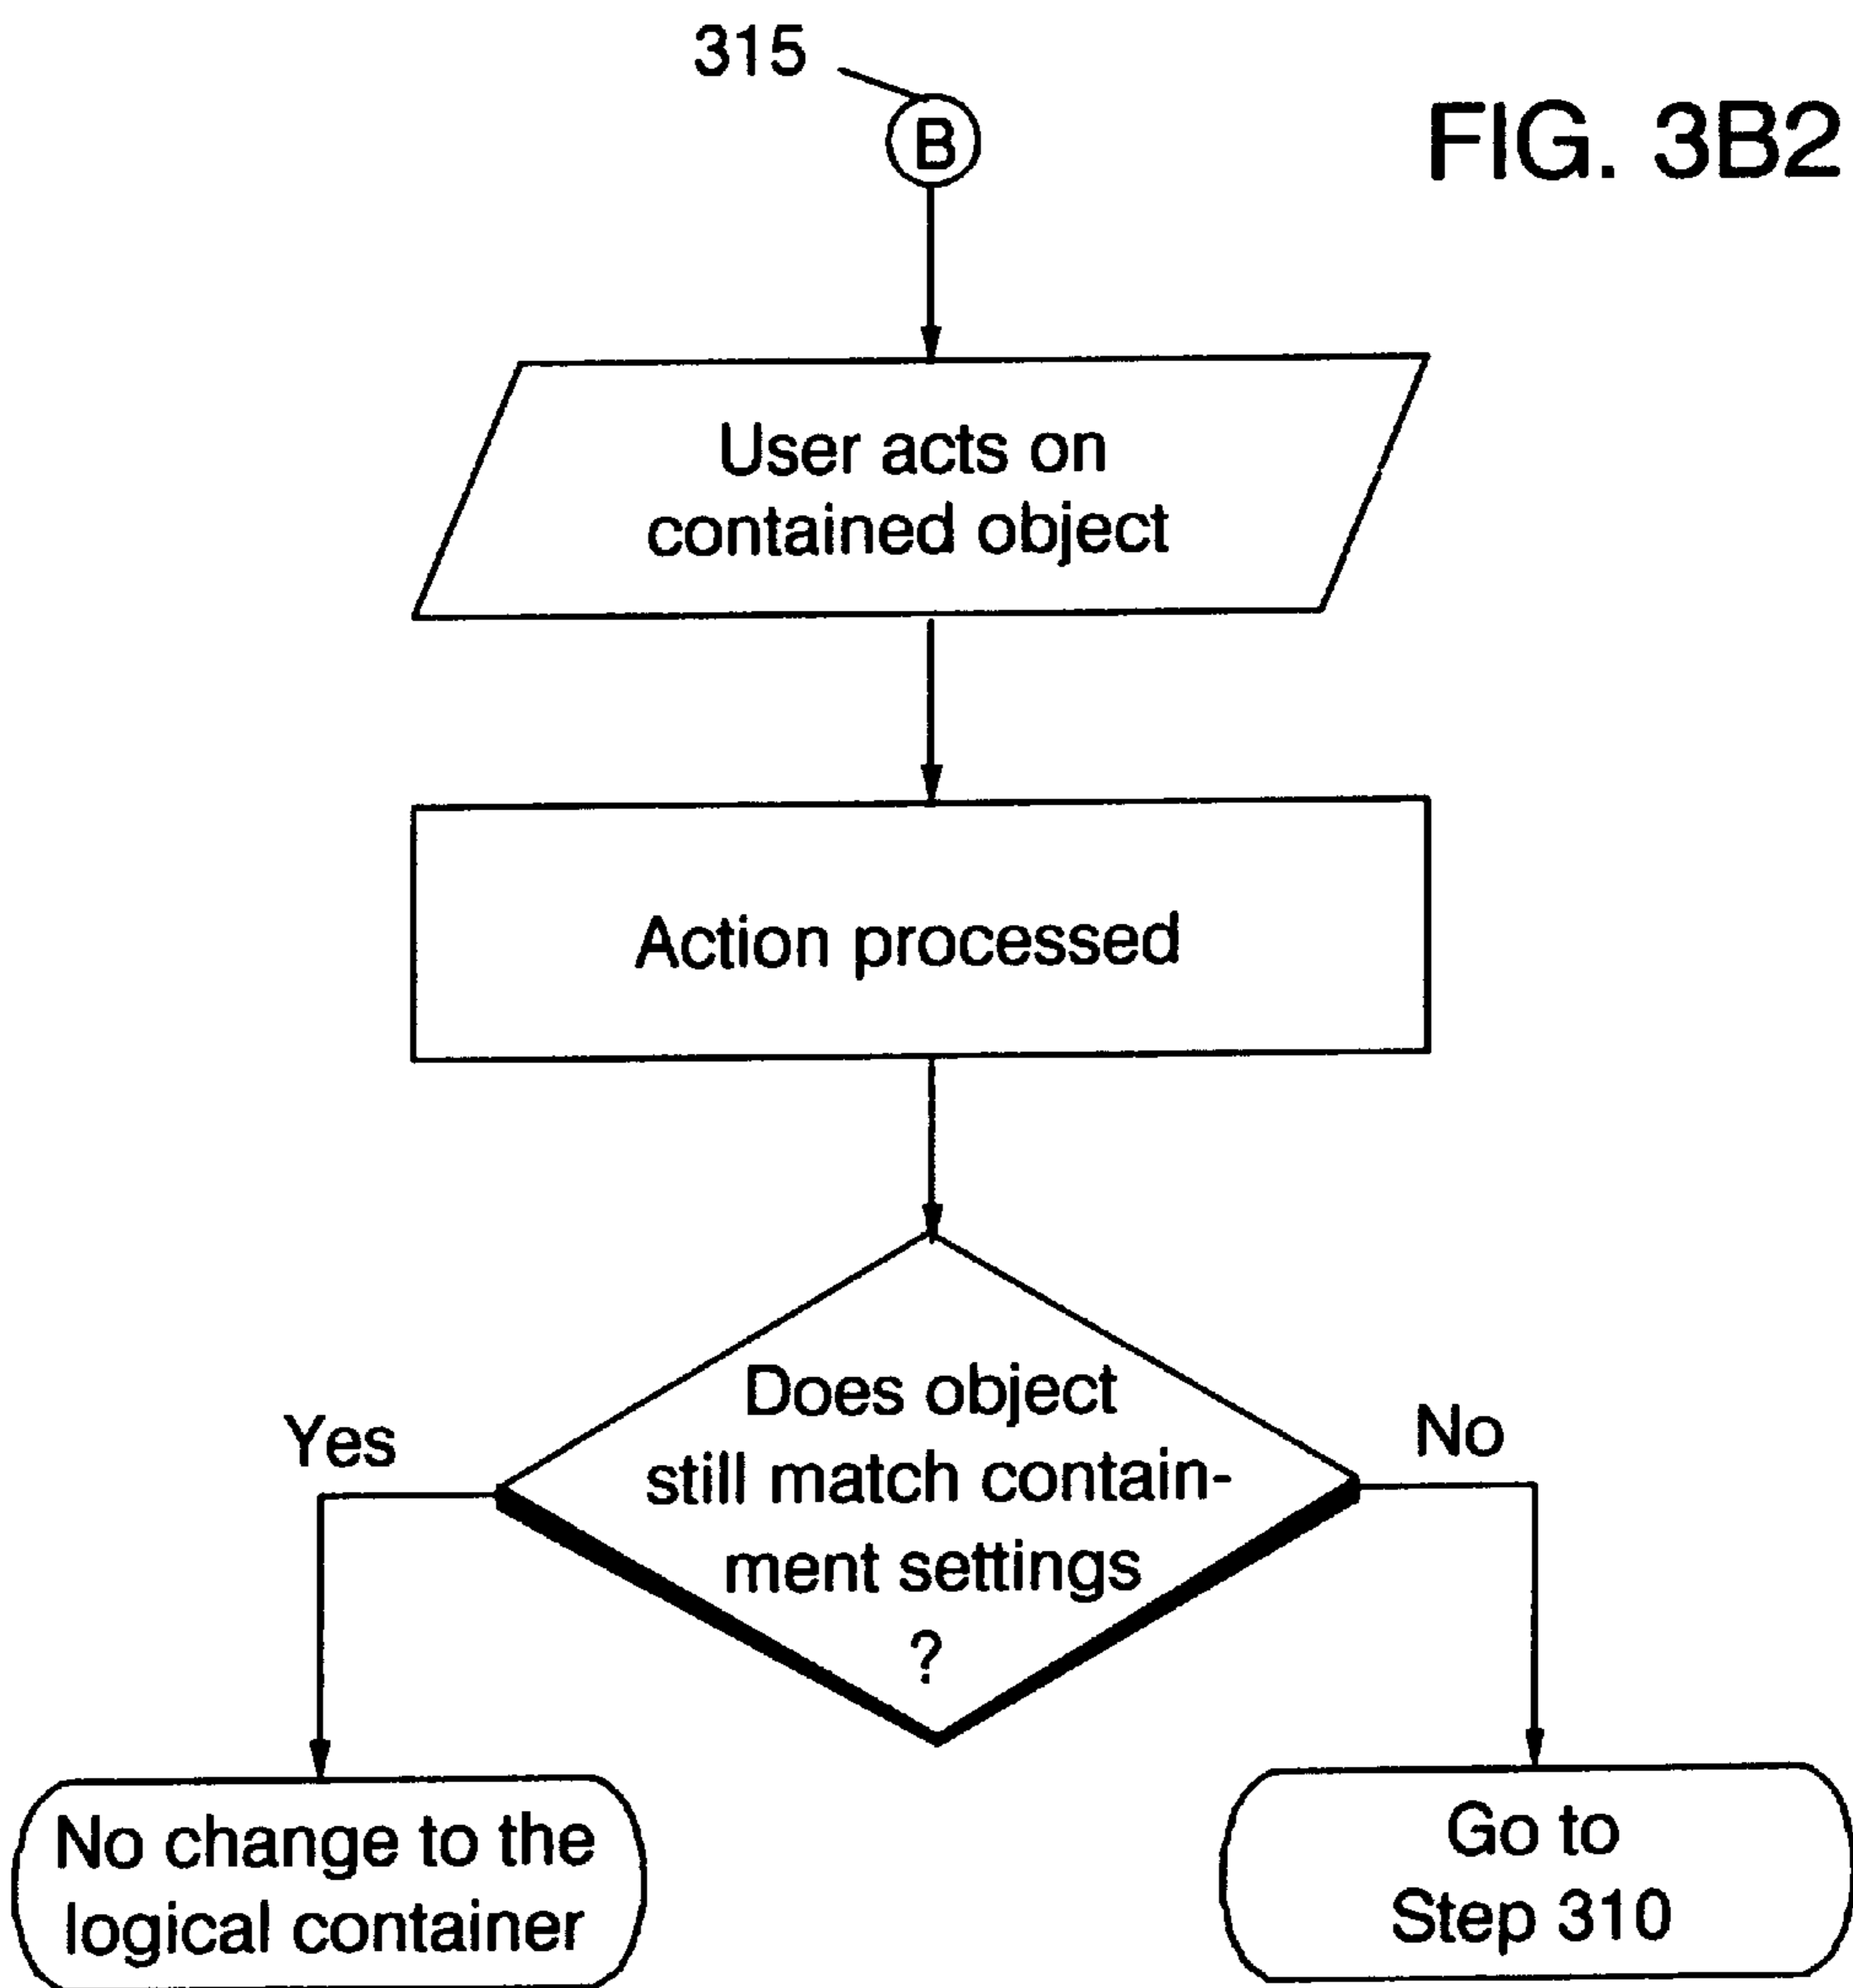 315
B
FIG. 3B2
User acts on
contained object
Action processed
Does object
still match contain-
ment settings
?
Yes
No
No change to the
logical container
Go to
Step 310